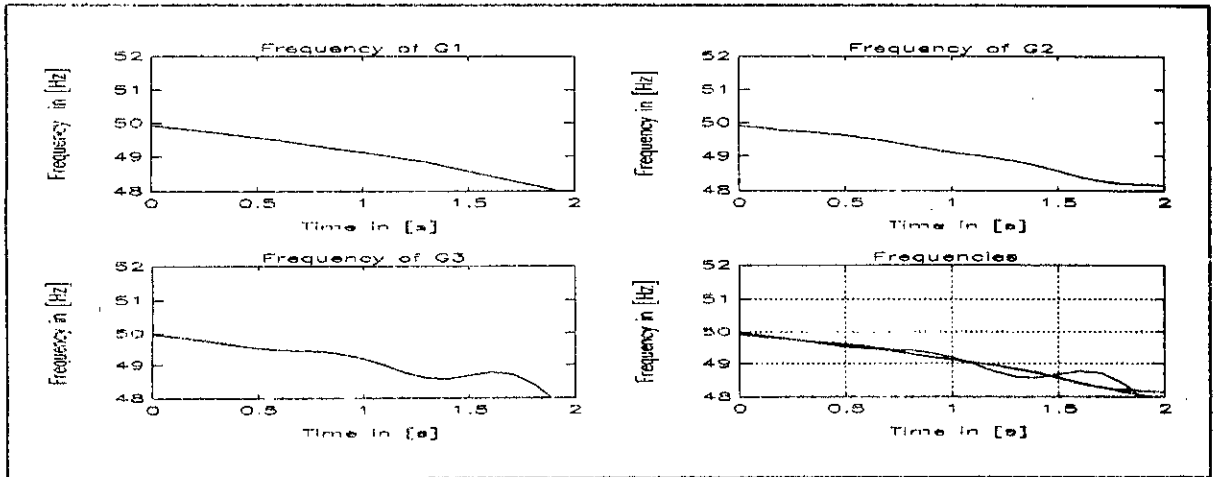 Frequency of G1
Frequency in [Hz]
52
51
50
49
48
0 0.5 1 1.5 2
Time in [s]
Frequency of G2
Frequency in [Hz]
52
51
50
49
48
0 0.5 1 1.5 2
Time in [s]
Frequency of G3
Frequency in [Hz]
52
51
50
49
48
0 0.5 1 1.5 2
Time in [s]
Frequencies
Frequency in [Hz]
52
51
50
49
48
0 0.5 1 1.5 2
Time in [s]